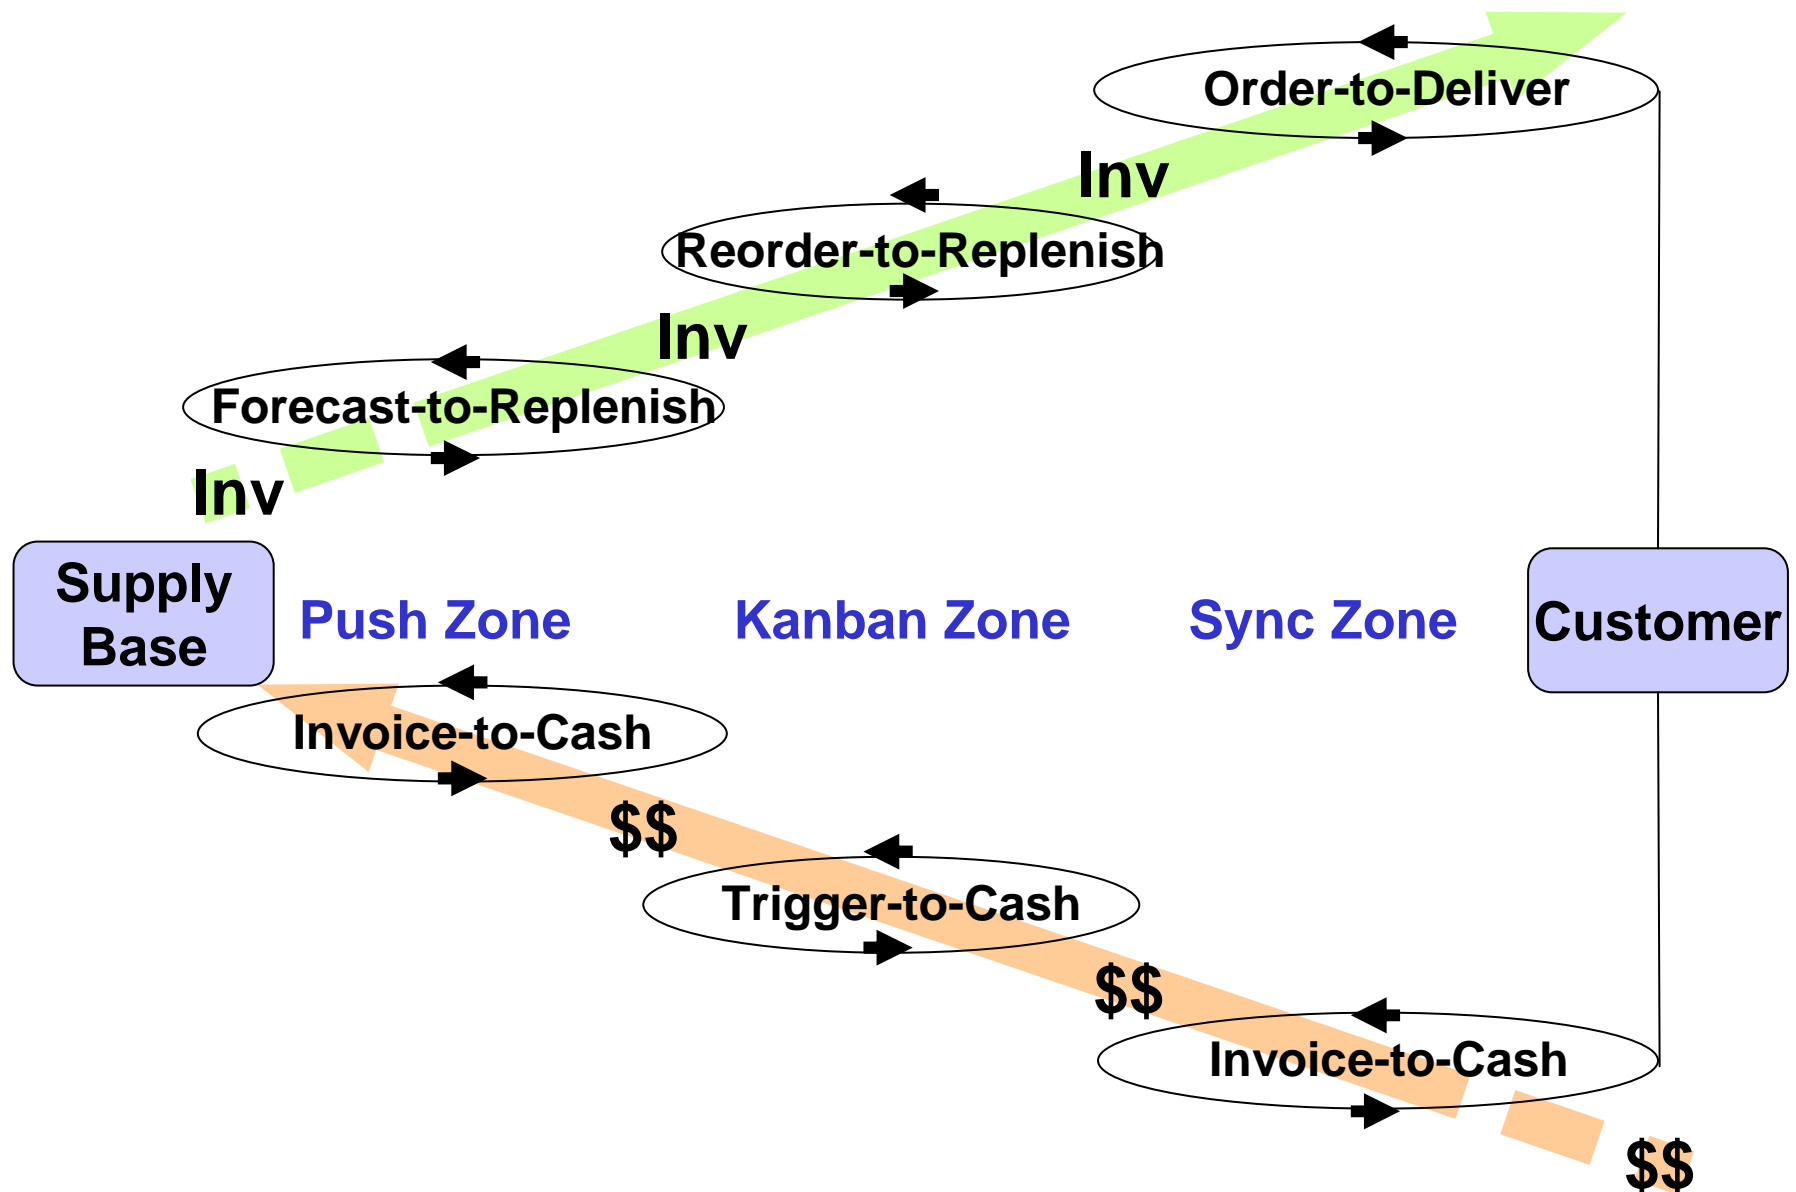 Order-to-Deliver
Inv
Reorder-to-Replenish
Inv
Forecast-to-Replenish
Inv
Supply
Base
Push Zone
Kanban Zone
Sync Zone
Customer
Invoice-to-Cash
$$
Trigger-to-Cash
$$
Invoice-to-Cash
$$